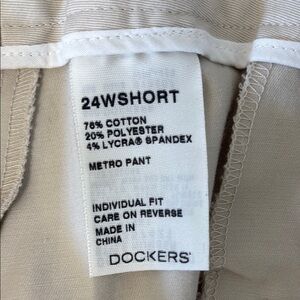 24WSHORT
76% COTTON
20% POLYESTER
4% LYCRA® SPANDEX
METRO PANT
INDIVIDUAL FIT
CARE ON REVERSE
MADE IN
CHINA
DOCKERS®